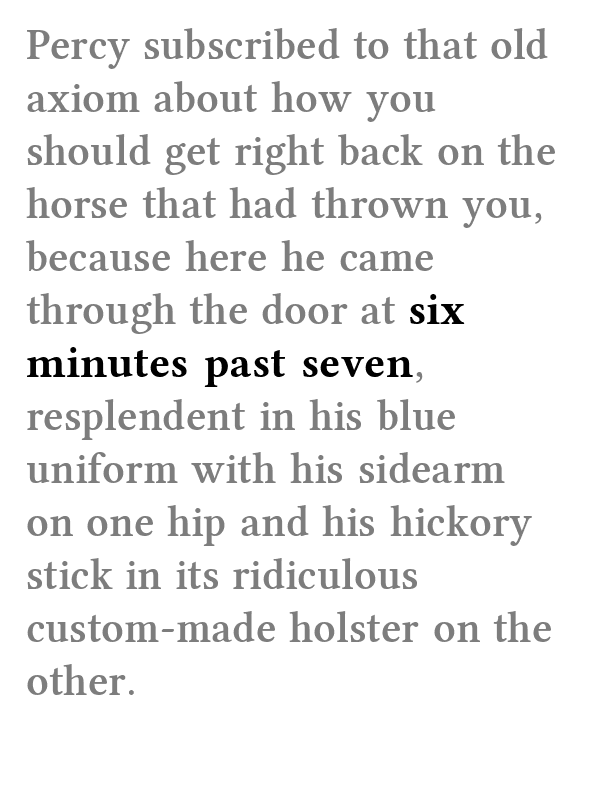 Percy subscribed to that old
axiom about how you
should get right back on the
horse that had thrown you,
because here he came
through the door at six
minutes past seven,
resplendent in his blue
uniform with his sidearm
on one hip and his hickory
stick in its ridiculous
custom-made holster on the
other.